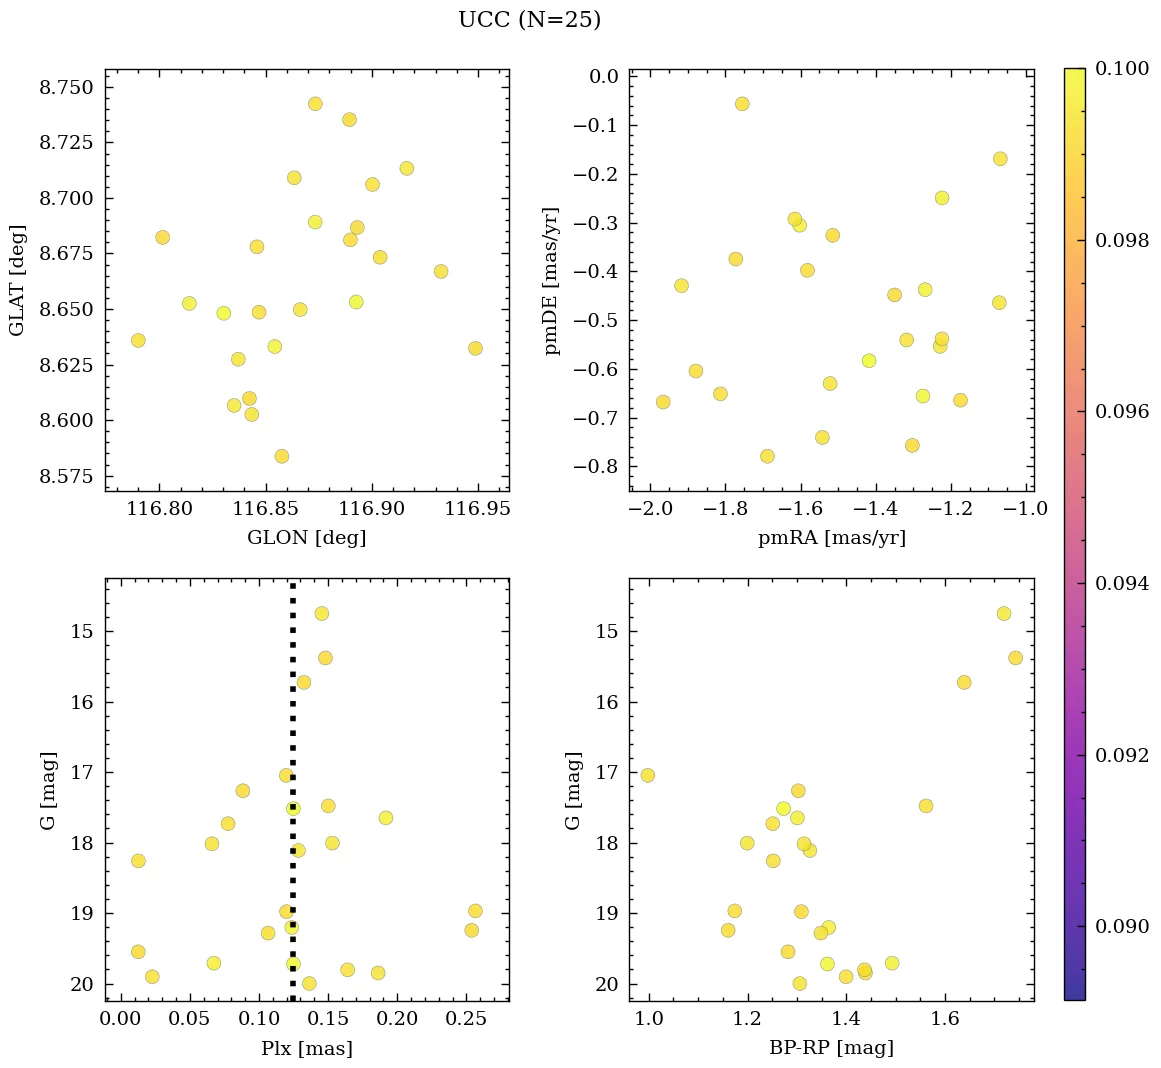 UCC (N=25)
8.750
8.725
8.700
8.675
8.650
8.625
8.600
8.575
GLAT [deg]
116.80 116.85 116.90 116.95
GLON [deg]
0.0
−0.1
−0.2
−0.3
−0.4
−0.5
−0.6
−0.7
−0.8
pmDE [mas/yr]
−2.0 −1.8 −1.6 −1.4 −1.2 −1.0
pmRA [mas/yr]
15
16
17
18
19
20
G [mag]
0.00 0.05 0.10 0.15 0.20 0.25
Plx [mas]
15
16
17
18
19
20
G [mag]
1.0 1.2 1.4 1.6
BP-RP [mag]
0.100
0.098
0.096
0.094
0.092
0.090